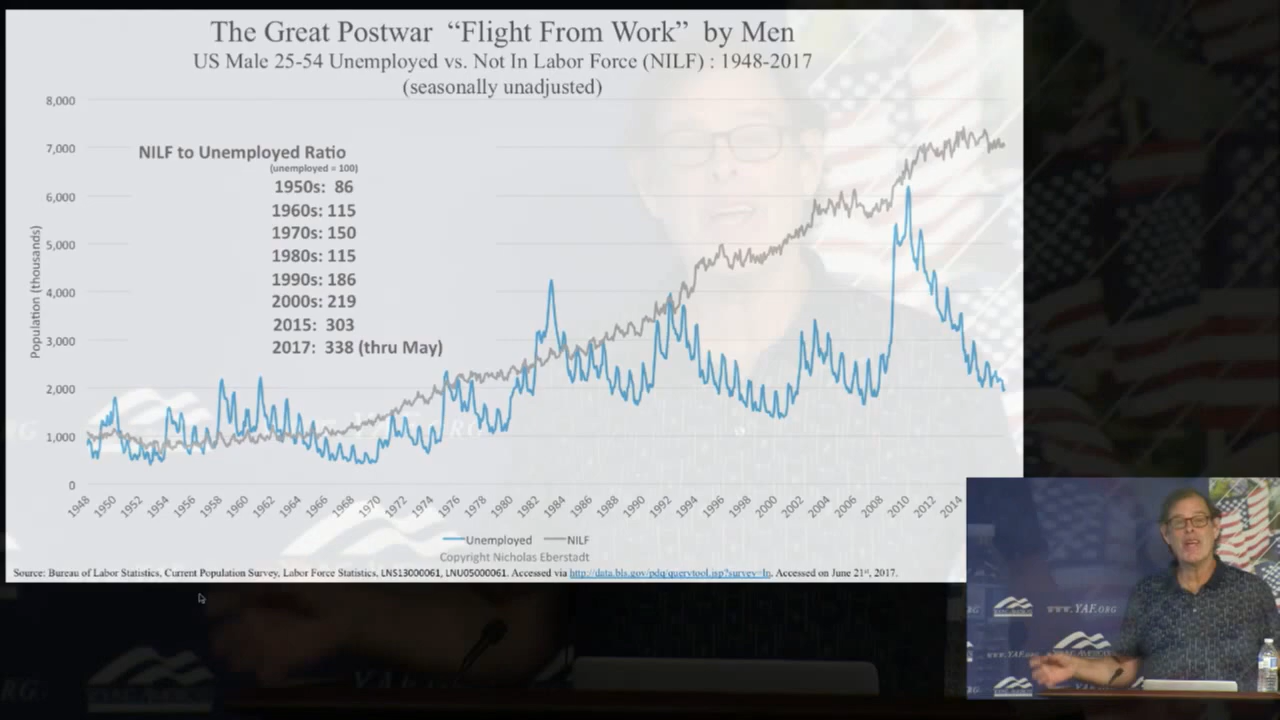 The Great Postwar “Flight From Work” by Men
US Male 25-54 Unemployed vs. Not In Labor Force (NILF) : 1948-2017
(seasonally unadjusted)
8,000
7,000
6,000
5,000
4,000
3,000
2,000
1,000
0
Population (thousands)
NILF to Unemployed Ratio
(unemployed = 100)
1950s: 86
1960s: 115
1970s: 150
1980s: 115
1990s: 186
2000s: 219
2015: 303
2017: 338 (thru May)
1948 1950 1952 1954 1956 1958 1960 1962 1964 1966 1968 1970 1972 1974 1976 1978 1980 1982 1984 1986 1988 1990 1992 1994 1996 1998 2000 2002 2004 2006 2008 2010 2012 2014
Unemployed NILF
Copyright Nicholas Eberstadt
Source: Bureau of Labor Statistics, Current Population Survey, Labor Force Statistics, LNS13000061, LNU05000061. Accessed via http://data.bls.gov/pdq/querytool.jsp?survey=ln. Accessed on June 21st, 2017.
WWW.YAF.ORG